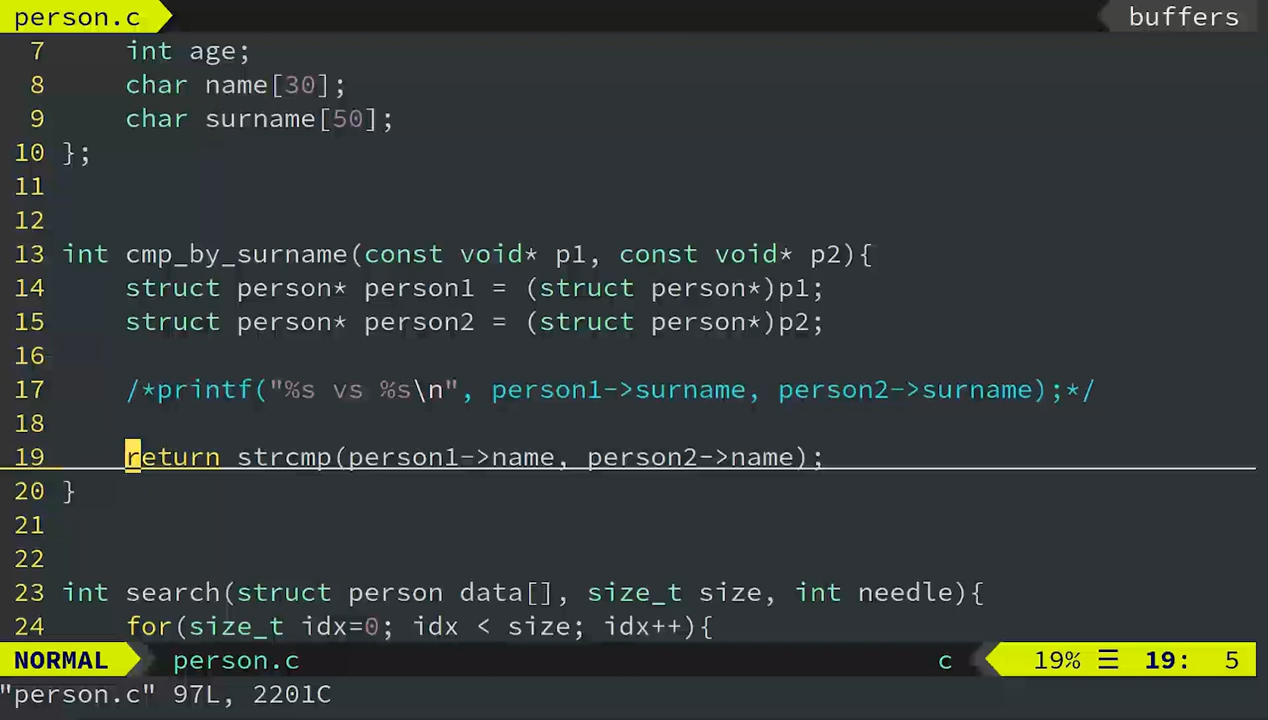 person.c buffers
7 int age;
8 char name[30];
9 char surname[50];
10 };
11
12
13 int cmp_by_surname(const void* p1, const void* p2){
14 struct person* person1 = (struct person*)p1;
15 struct person* person2 = (struct person*)p2;
16
17 /*printf("%s vs %s\n", person1->surname, person2->surname);*/
18
19 return strcmp(person1->name, person2->name);
20 }
21
22
23 int search(struct person data[], size_t size, int needle){
24 for(size_t idx=0; idx < size; idx++){
NORMAL person.c c 19% ☰ 19: 5
"person.c" 97L, 2201C